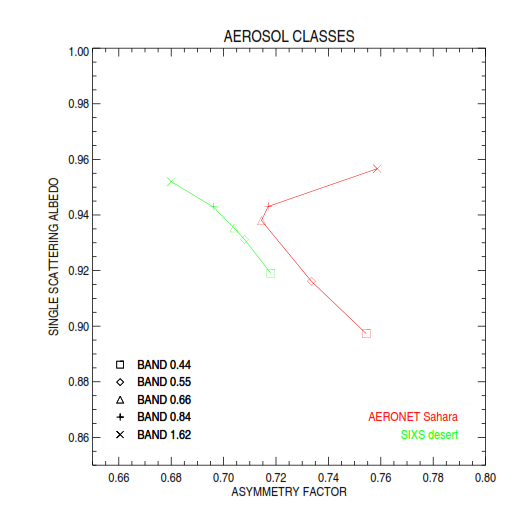 AEROSOL CLASSES
1.00
0.98
0.96
0.94
0.92
0.90
0.88
0.86
SINGLE SCATTERING ALBEDO
BAND 0.44
BAND 0.55
BAND 0.66
BAND 0.84
BAND 1.62
AERONET Sahara
SIXS desert
0.66 0.68 0.70 0.72 0.74 0.76 0.78 0.80
ASYMMETRY FACTOR